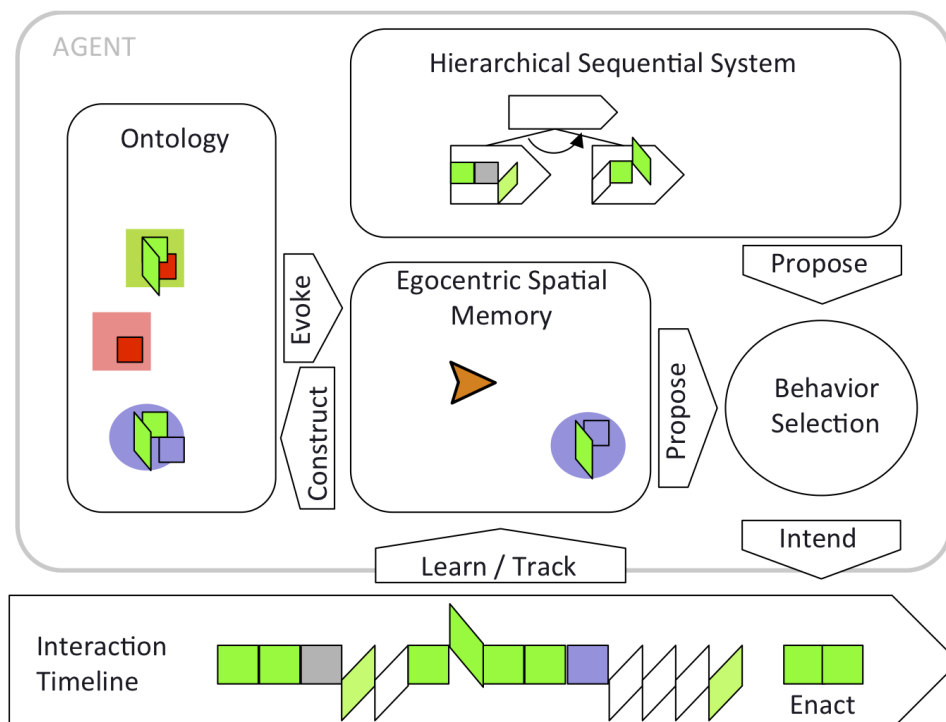 AGENT
Hierarchical Sequential System
Ontology
Propose
Evoke
Egocentric Spatial
Memory
Construct
Propose
Behavior
Selection
Learn / Track
Intend
Interaction
Timeline
Enact